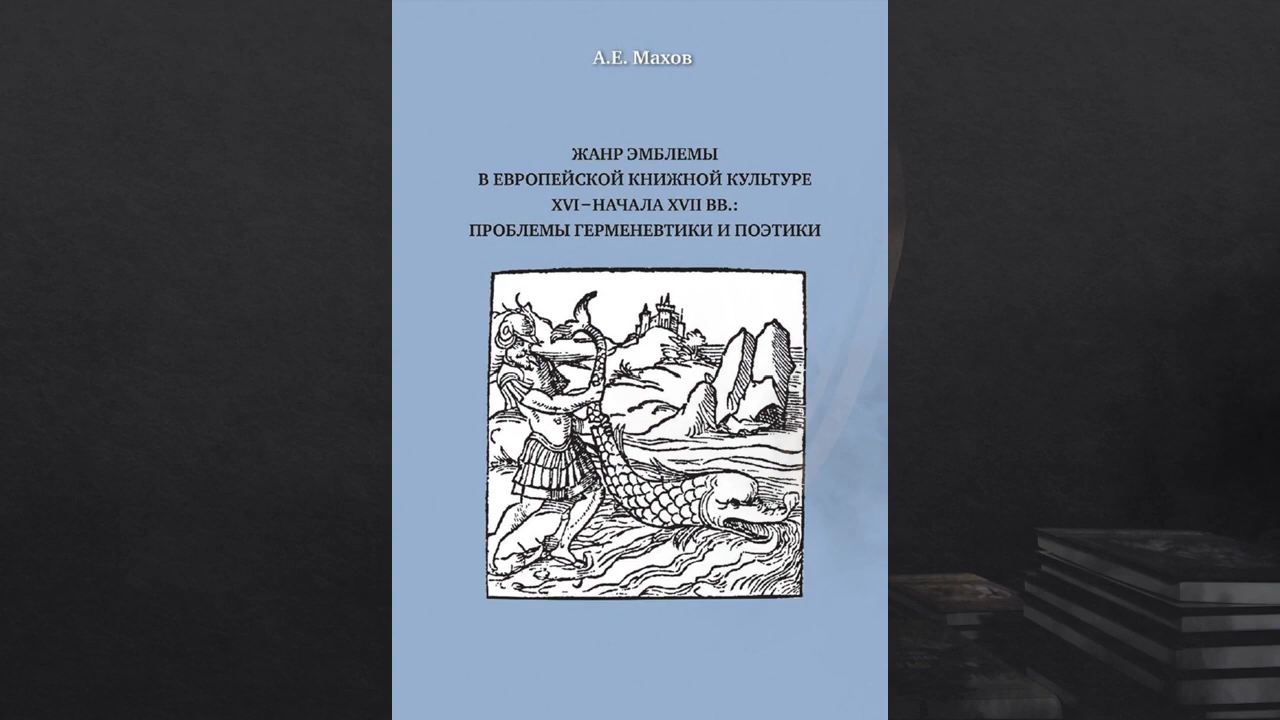 А.Е. Махов
ЖАНР ЭМБЛЕМЫ
В ЕВРОПЕЙСКОЙ КНИЖНОЙ КУЛЬТУРЕ
XVI–НАЧАЛА XVII ВВ.:
ПРОБЛЕМЫ ГЕРМЕНЕВТИКИ И ПОЭТИКИ